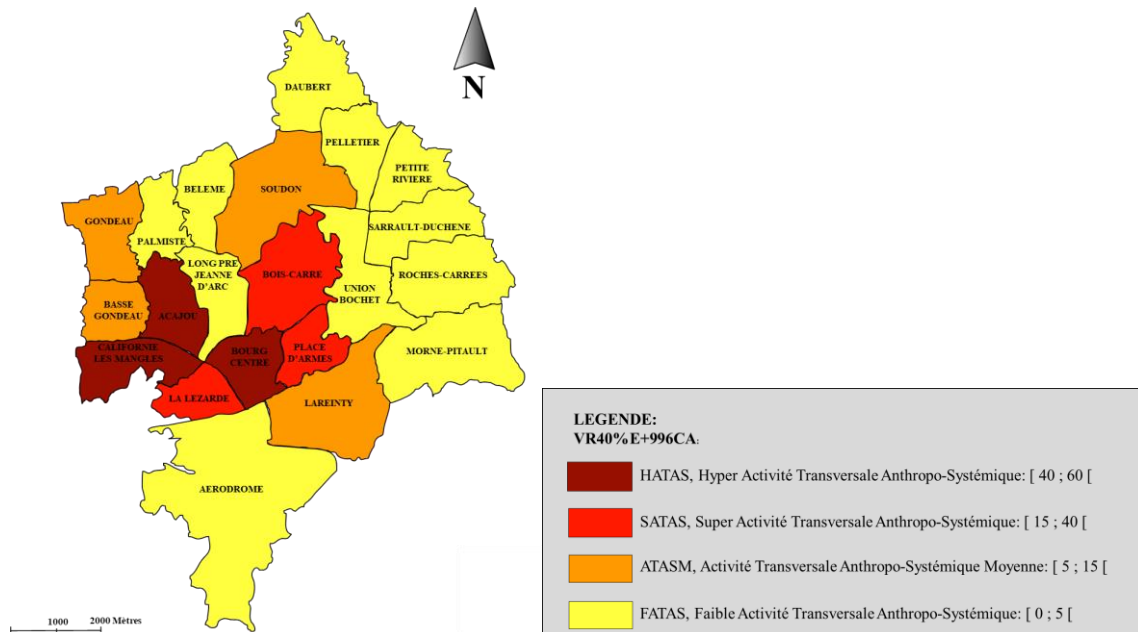 N
DAUBERT
PELLETIER
PETITE
RIVIERE
BELEME
SOUDON
GONDEAU
SARRAULT-DUCHENE
PALMISTE
LONG PRE
JEANNE
D'ARC
BOIS-CARRE
ROCHES-CARREES
UNION
BOCHET
BASSE
GONDEAU
ACAJOU
CALIFORNIE
LES MANGLES
BOURG
CENTRE
PLACE
D'ARMES
MORNE-PITAULT
LA LEZARDE
LAREINTY
AERODROME
1000 2000 Mètres
LEGENDE:
VR40%E+996CA:
HATAS, Hyper Activité Transversale Anthropo-Systémique: [ 40 ; 60 [
SATAS, Super Activité Transversale Anthropo-Systémique: [ 15 ; 40 [
ATASM, Activité Transversale Anthropo-Systémique Moyenne: [ 5 ; 15 [
FATAS, Faible Activité Transversale Anthropo-Systémique: [ 0 ; 5 [